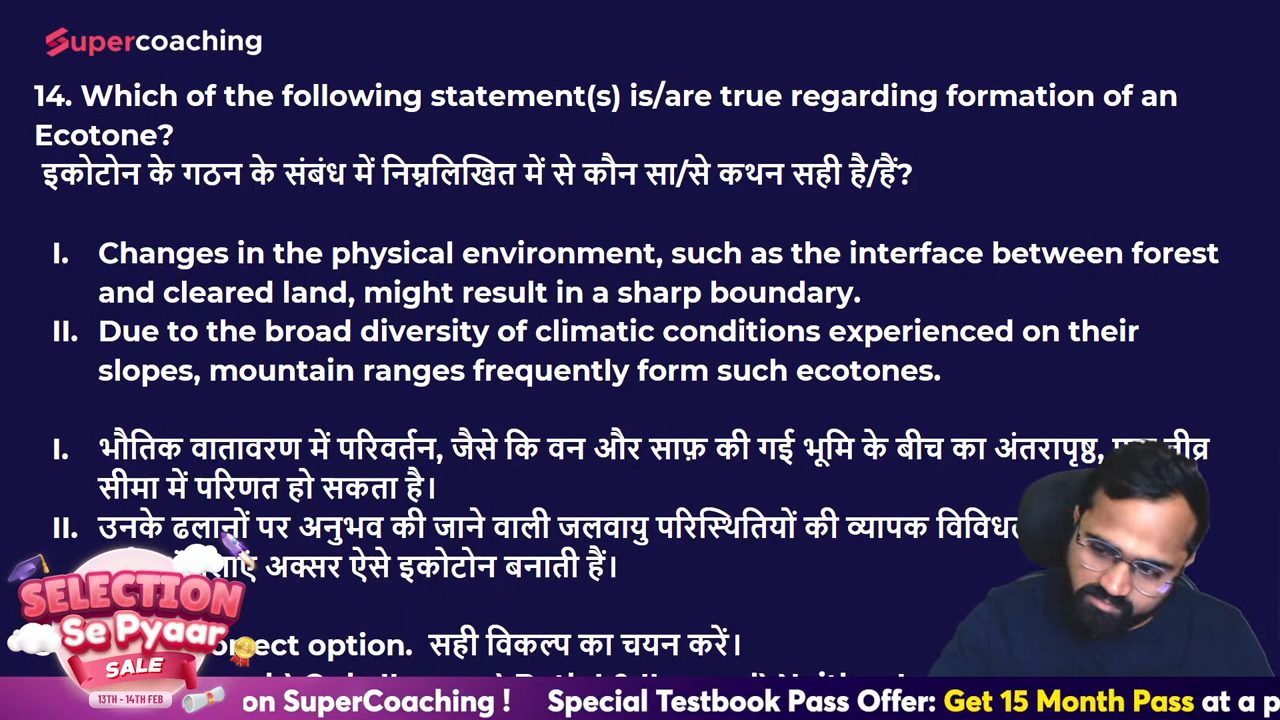 Supercoaching
14. Which of the following statement(s) is/are true regarding formation of an
Ecotone?
इकोटोन के गठन के संबंध में निम्नलिखित में से कौन सा/से कथन सही है/हैं?
I. Changes in the physical environment, such as the interface between forest
and cleared land, might result in a sharp boundary.
II. Due to the broad diversity of climatic conditions experienced on their
slopes, mountain ranges frequently form such ecotones.
I. भौतिक वातावरण में परिवर्तन, जैसे कि वन और साफ़ की गई भूमि के बीच का अंतरापृष्ठ, तीव्र
सीमा में परिणत हो सकता है।
II. उनके ढलानों पर अनुभव की जाने वाली जलवायु परिस्थितियों की व्यापक
अक्सर ऐसे इकोटोन बनाती हैं।
option. सही विकल्प का चयन करें।
SELECTION
Se Pyaar
SALE
13TH - 14TH FEB
on SuperCoaching ! Special Testbook Pass Offer: Get 15 Month Pass at a